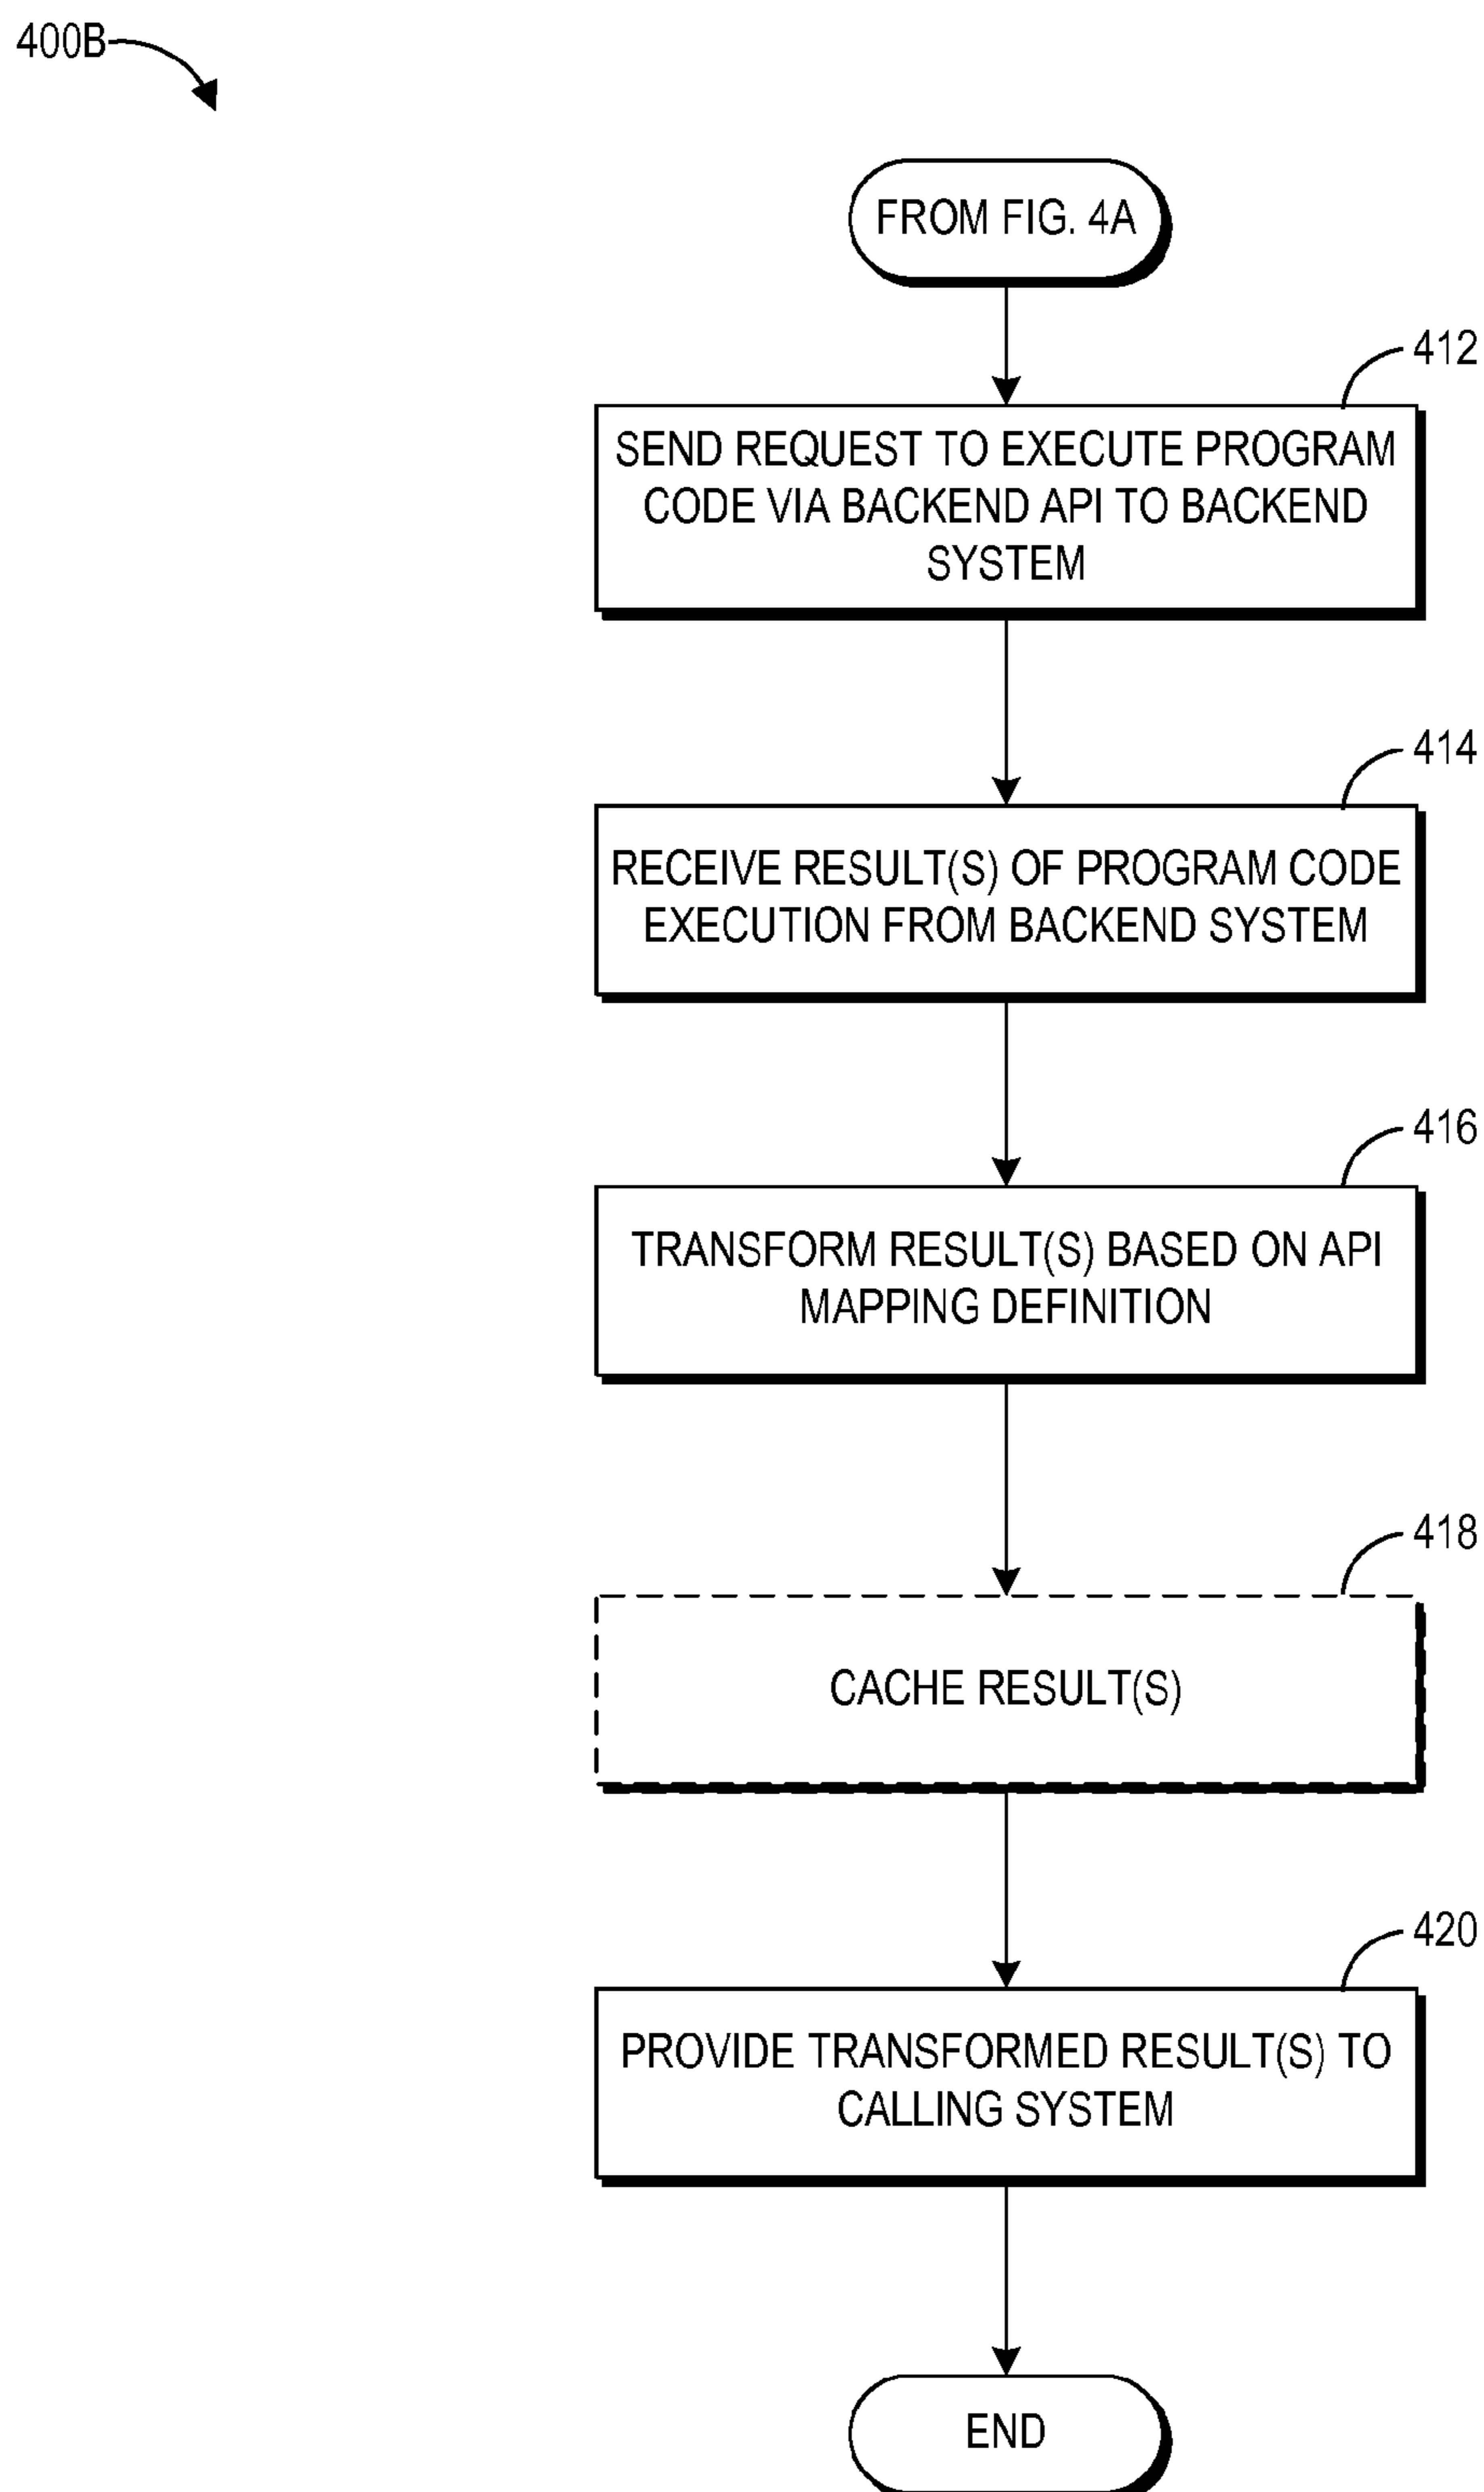 400B
FROM FIG. 4A
412
SEND REQUEST TO EXECUTE PROGRAM
CODE VIA BACKEND API TO BACKEND
SYSTEM
414
RECEIVE RESULT(S) OF PROGRAM CODE
EXECUTION FROM BACKEND SYSTEM
416
TRANSFORM RESULT(S) BASED ON API
MAPPING DEFINITION
418
CACHE RESULT(S)
420
PROVIDE TRANSFORMED RESULT(S) TO
CALLING SYSTEM
END